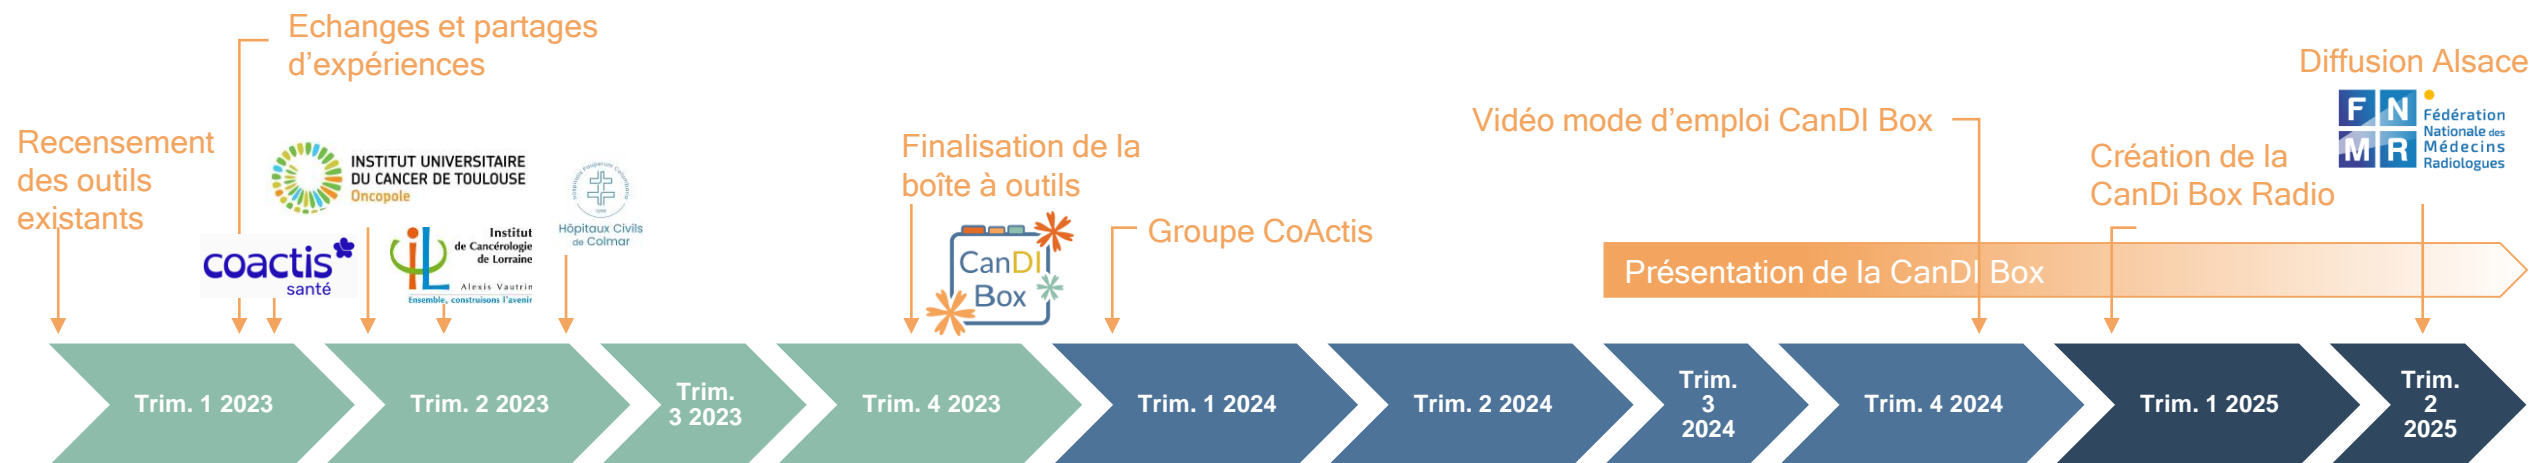 Echanges et partages
d’expériences
Recensement
des outils
existants
INSTITUT UNIVERSITAIRE
DU CANCER DE TOULOUSE
Oncopole
coactis
santé
iL
Institut
de Cancérologie
de Lorraine
Alexis Vautrin
Ensemble, construisons l'avenir
Hôpitaux Civils
de Colmar
Finalisation de la
boîte à outils
CanDI
Box
Groupe CoActis
Vidéo mode d’emploi CanDI Box
Présentation de la CanDI Box
Création de la
CanDi Box Radio
Diffusion Alsace
F N
M R
Fédération
Nationale des
Médecins
Radiologues
Trim. 1 2023
Trim. 2 2023
Trim.
3 2023
Trim. 4 2023
Trim. 1 2024
Trim. 2 2024
Trim.
3
2024
Trim. 4 2024
Trim. 1 2025
Trim.
2
2025